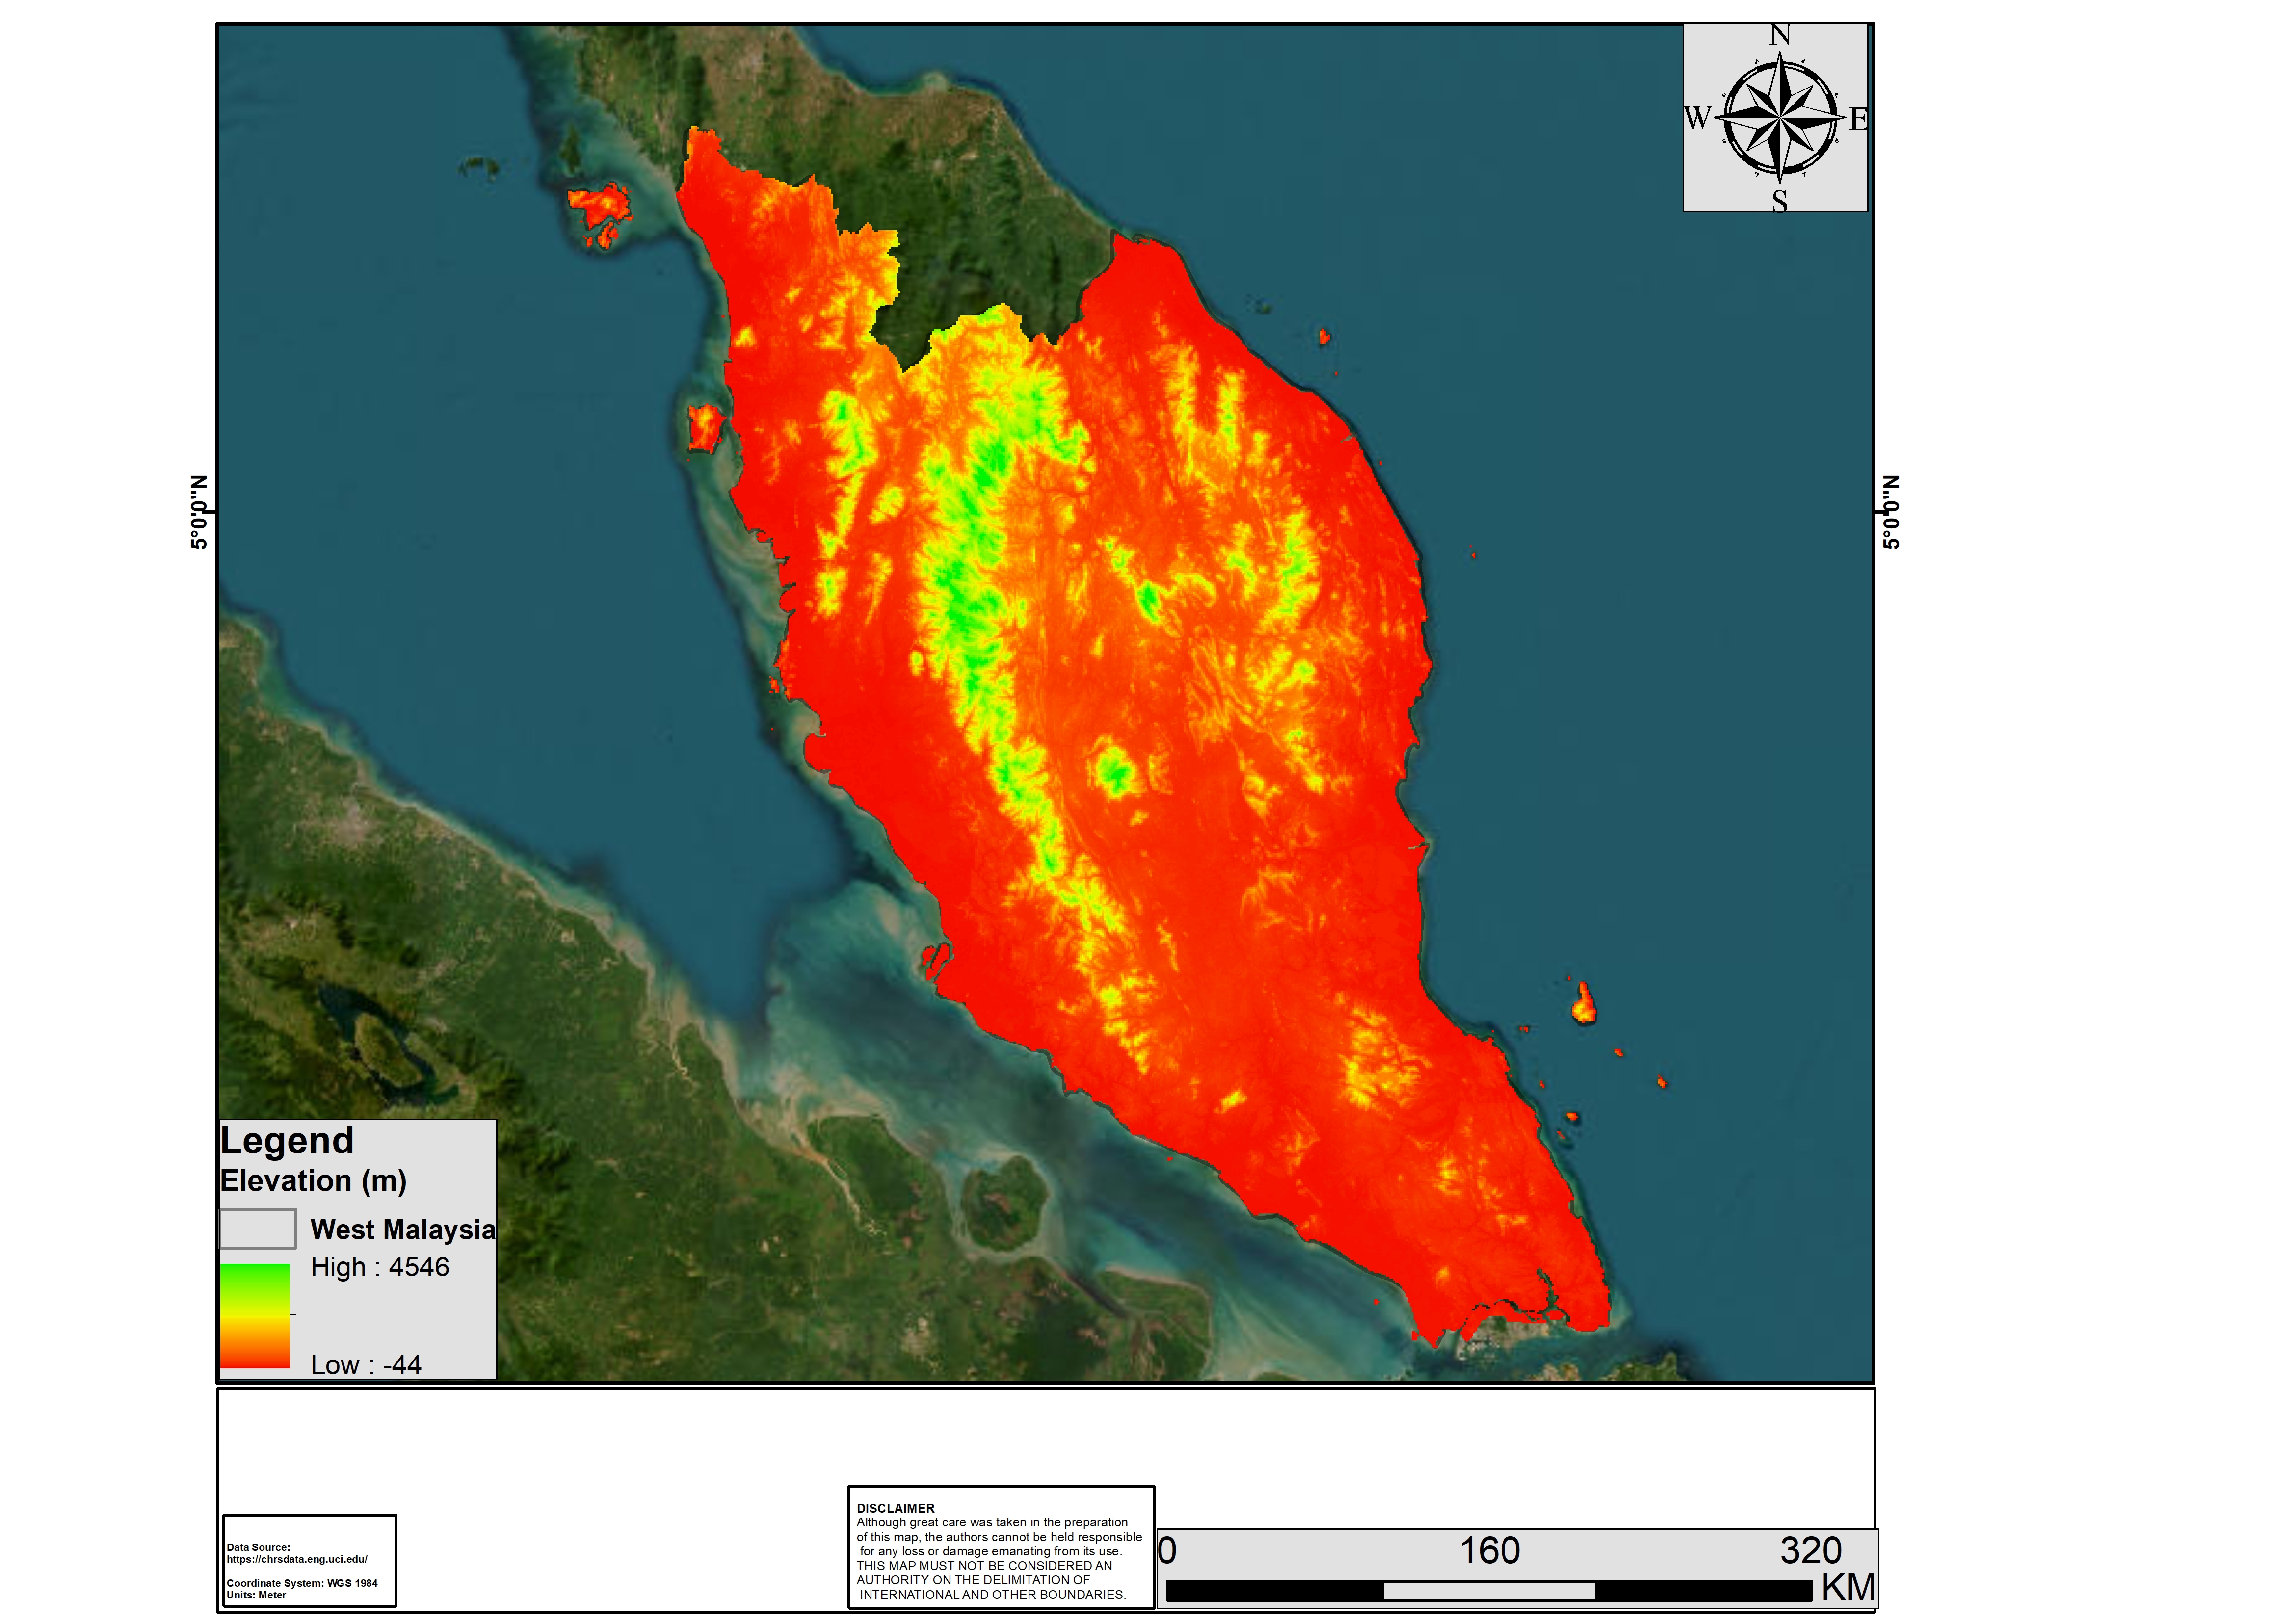 N
W
E
S
5°0'0"N
5°0'0"N
Legend
Elevation (m)
West Malaysia
High : 4546
Low : -44
Data Source:
https://chrsdata.eng.uci.edu/
Coordinate System: WGS 1984
Units: Meter
DISCLAIMER
Although great care was taken in the preparation
of this map, the authors cannot be held responsible
for any loss or damage emanating from its use.
THIS MAP MUST NOT BE CONSIDERED AN
AUTHORITY ON THE DELIMITATION OF
INTERNATIONAL AND OTHER BOUNDARIES.
0 160 320
KM